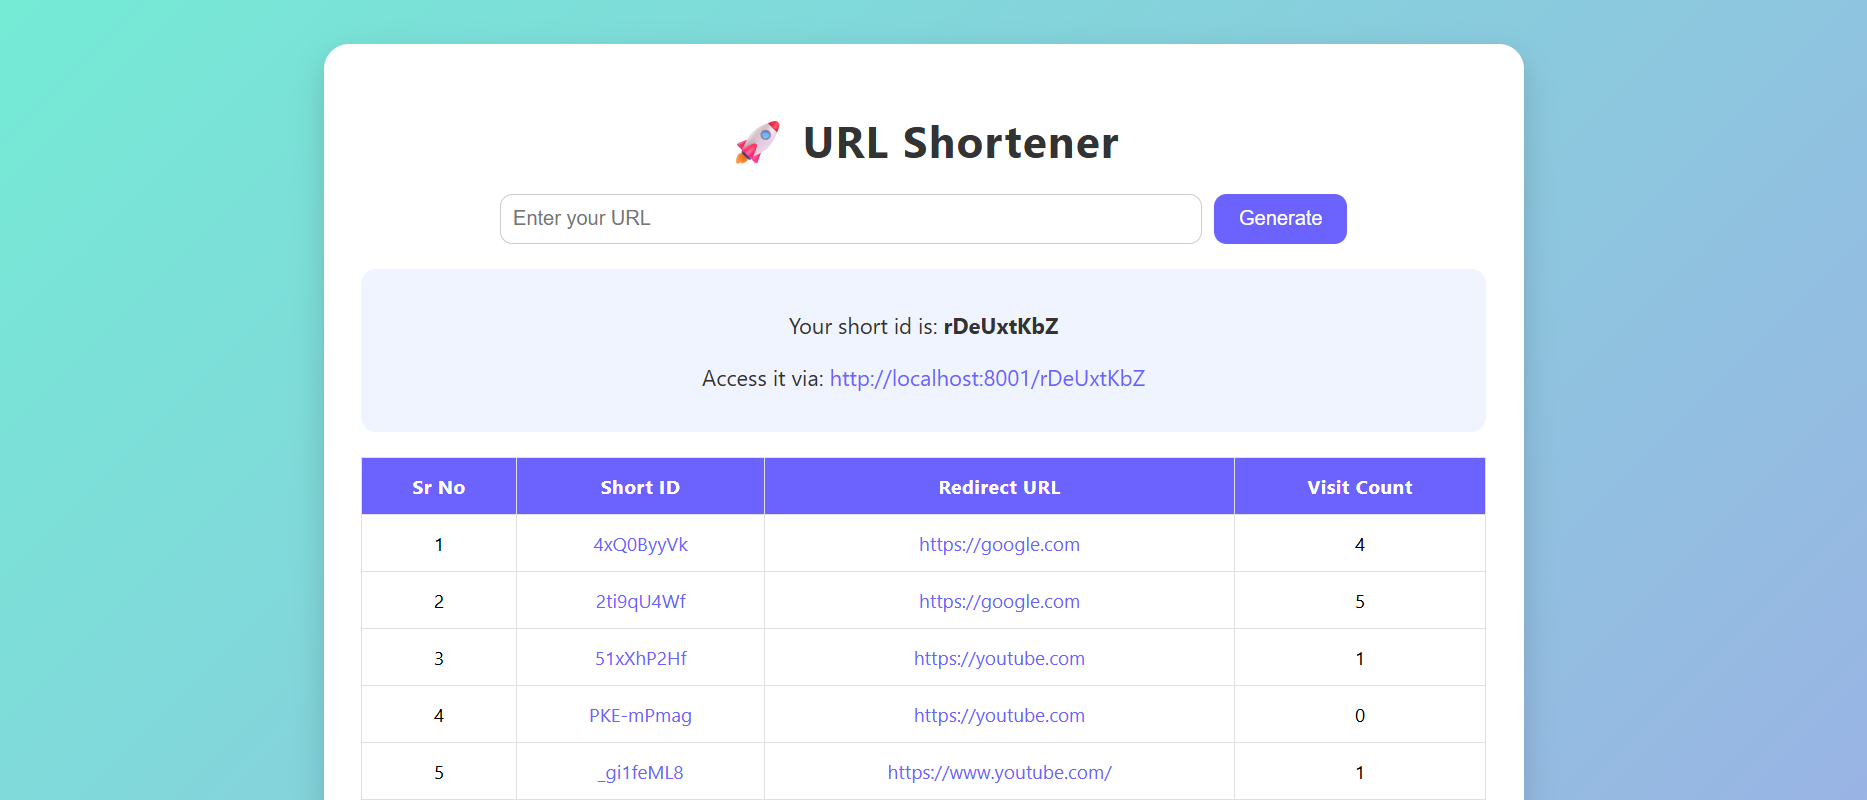 🚀 URL Shortener
Enter your URL Generate
Your short id is: rDeUxtKbZ
Access it via: http://localhost:8001/rDeUxtKbZ
Sr No Short ID Redirect URL Visit Count
1 4xQ0ByyVk https://google.com 4
2 2ti9qU4Wf https://google.com 5
3 51xXhP2Hf https://youtube.com 1
4 PKE-mPmag https://youtube.com 0
5 _gi1feML8 https://www.youtube.com/ 1